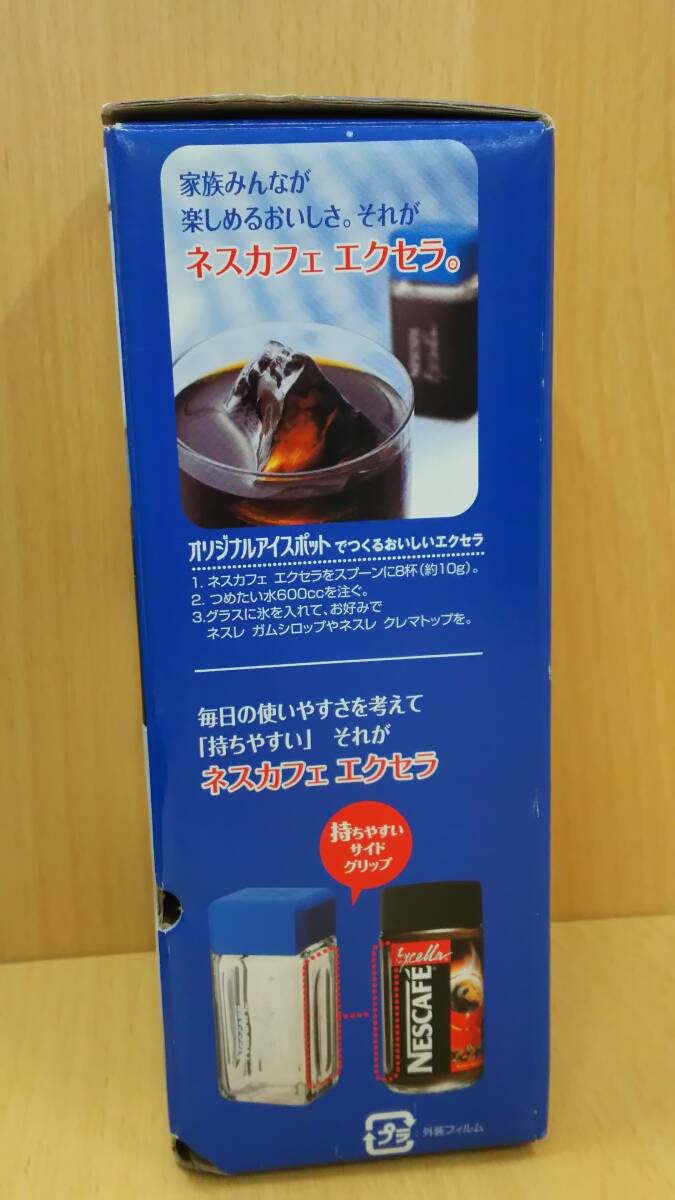 家族みんなが
楽しめるおいしさ。それが
ネスカフェ エクセラ。
オリジナルアイスポットでつくるおいしいエクセラ
1. ネスカフェ エクセラをスプーンに8杯(約10g)。
2. つめたい水600ccを注ぐ。
3.グラスに氷を入れて、お好みで
ネスレ ガムシロップやネスレ クレマトップを。
毎日の使いやすさを考えて
「持ちやすい」 それが
ネスカフェ エクセラ
持ちやすい
サイド
グリップ
NESCAFÉ
Excella
NESCAFÉ
プラ
:外装フィルム